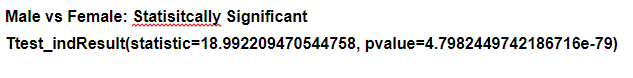 Male vs Female: Statisitcally Significant
Ttest_indResult(statistic=18.992209470544758, pvalue=4.7982449742186716e-79)